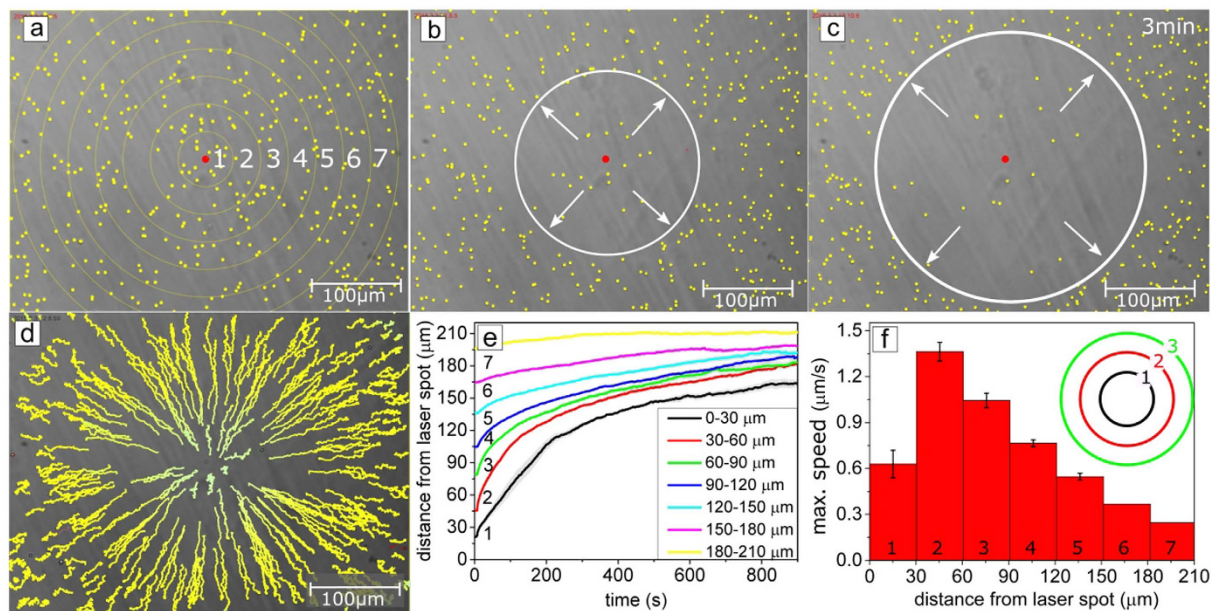 a
1 2 3 4 5 6 7
100µm
b
100µm
c
3min
100µm
d
100µm
e
distance from laser spot (µm)
210
180
150
120
90
60
30
0
7
6
5
4
3
2
1
0-30 µm
30-60 µm
60-90 µm
90-120 µm
120-150 µm
150-180 µm
180-210 µm
0 200 400 600 800
time (s)
f
max. speed (µm/s)
1.5
1.2
0.9
0.6
0.3
0.0
3
2
1
1 2 3 4 5 6 7
0 30 60 90 120 150 180 210
distance from laser spot (µm)